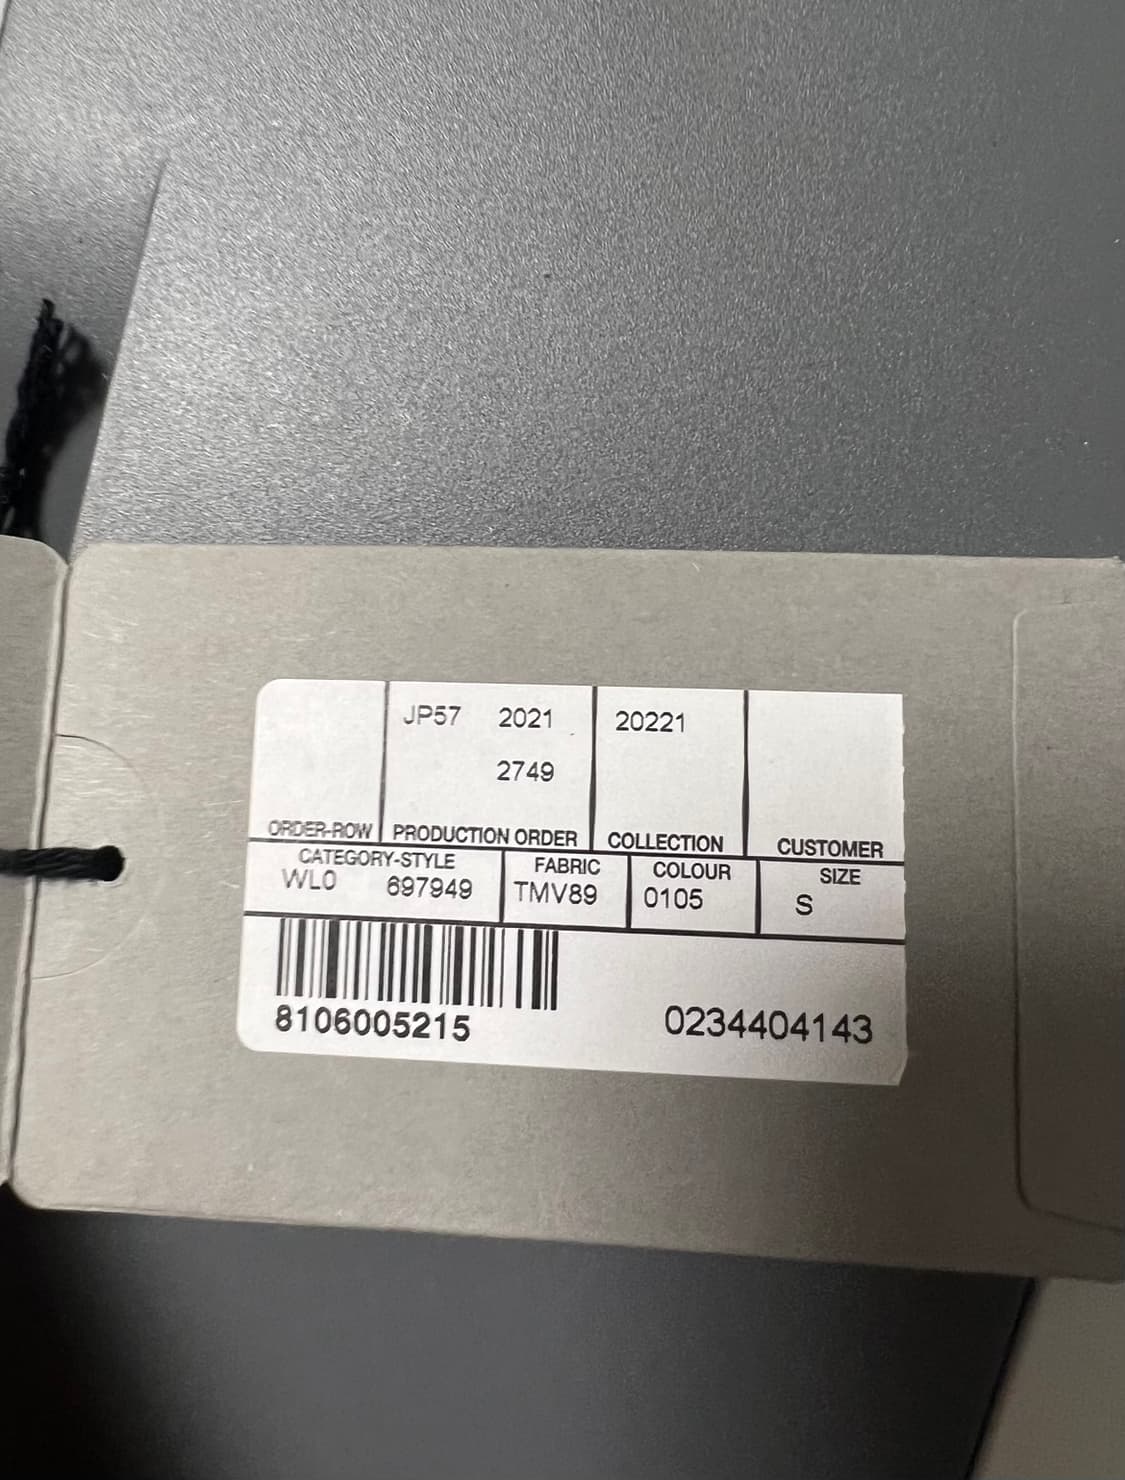 JP57 2021 20221
2749
ORDER-ROW PRODUCTION ORDER COLLECTION CUSTOMER
CATEGORY-STYLE FABRIC COLOUR SIZE
WL0 697949 TMV89 0105 S
8106005215 0234404143